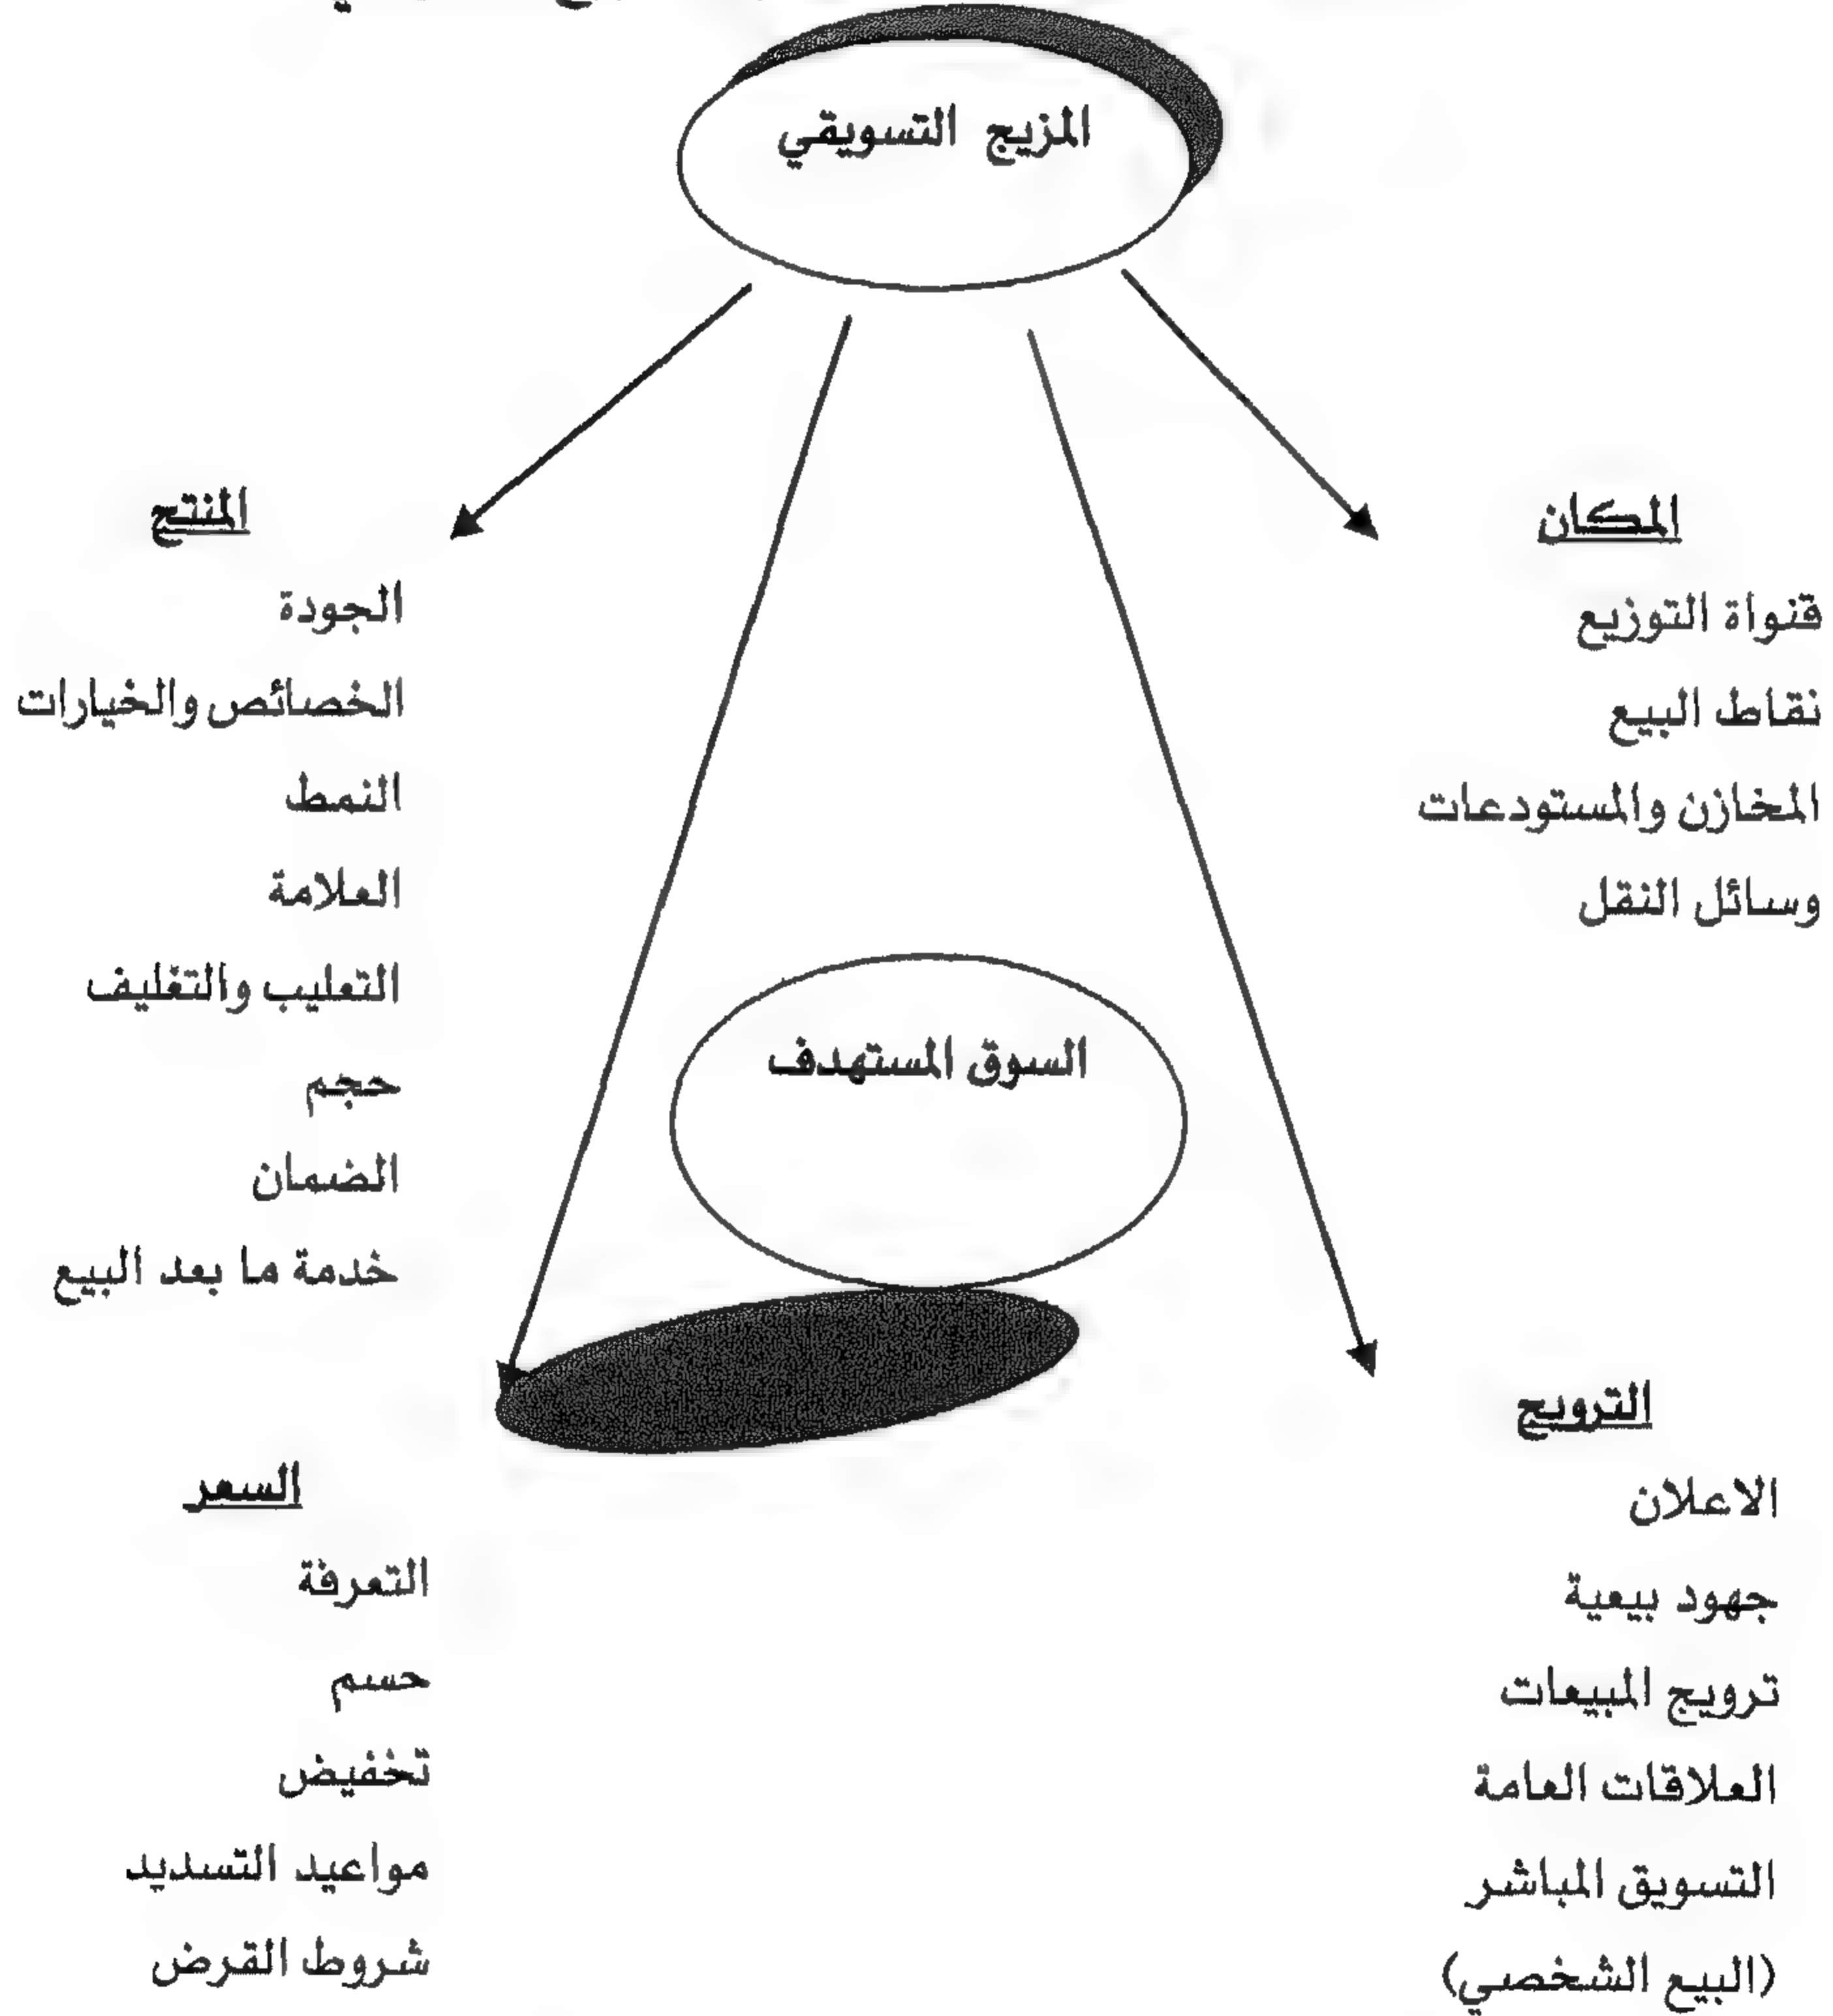 المزيج التسويقي
المكان
قنواة التوزيع
نقاط البيع
المخازن والمستودعات
وسائل النقل
المنتج
الجودة
الخصائص والخيارات
النمط
العلامة
التعليب والتغليف
حجم
الضمان
خدمة ما بعد البيع
السوق المستهدف
الترويج
الاعلان
جهود بيعية
ترويج المبيعات
العلاقات العامة
التسويق المباشر
(البيع الشخصي)
السعر
التعرفة
حسم
تخفيض
مواعيد التسديد
شروط القرض